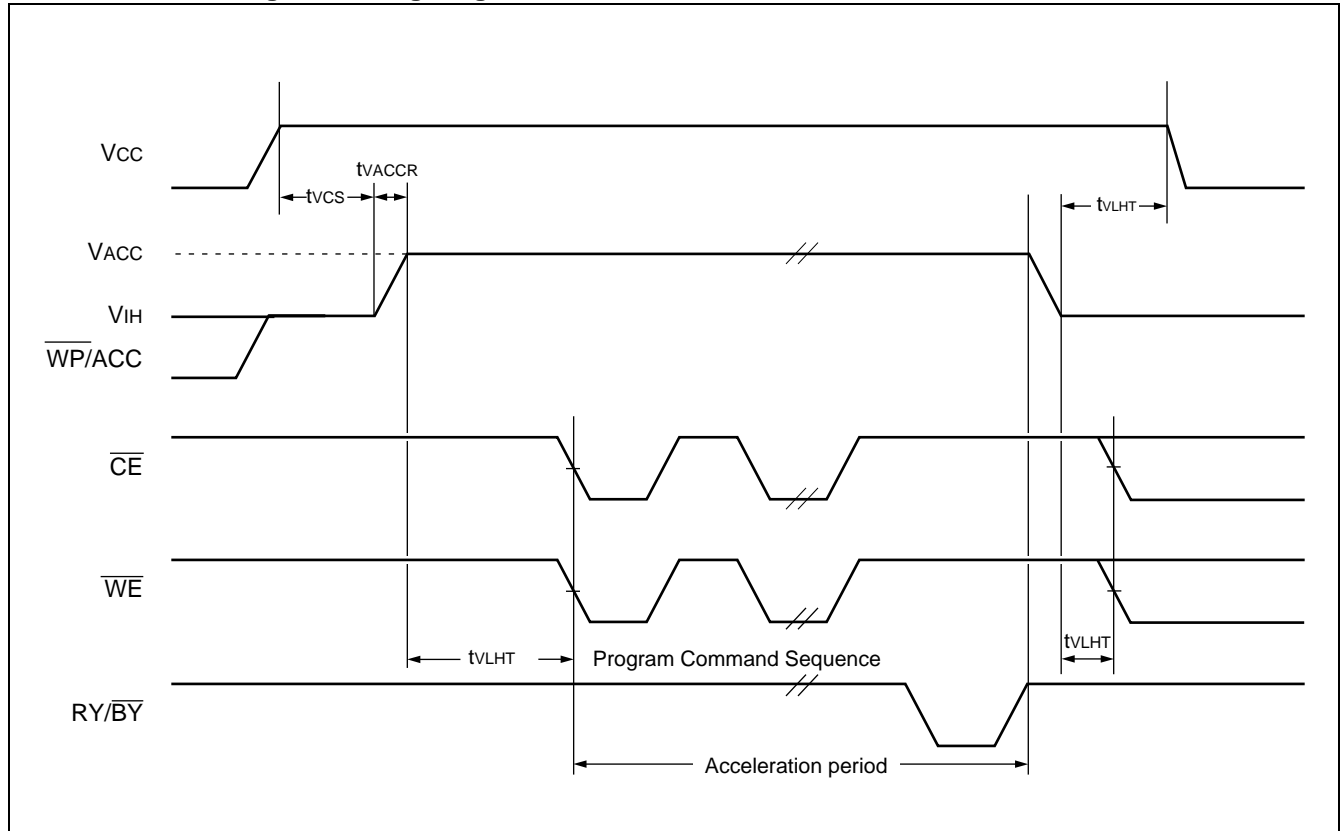 VCC
tVACCR
tVCS
tVLHT
VACC
VIH
WP/ACC
CE
WE
tVLHT
Program Command Sequence
tVLHT
RY/BY
Acceleration period